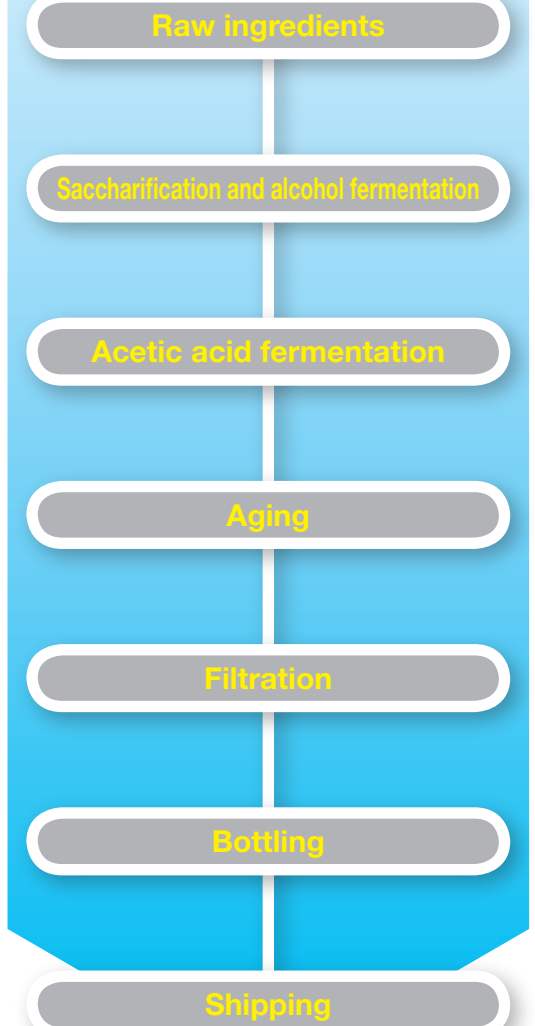 Raw ingredients
Saccharification and alcohol fermentation
Acetic acid fermentation
Aging
Filtration
Bottling
Shipping